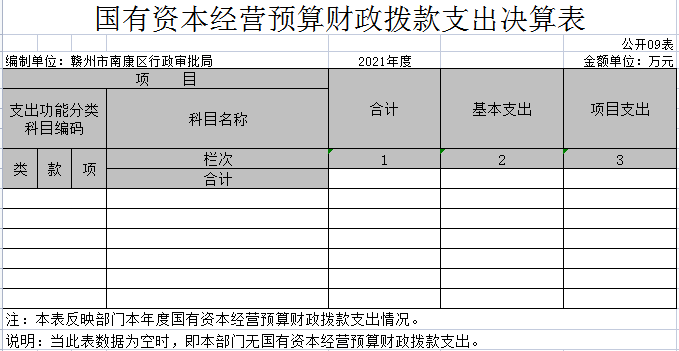 国有资本经营预算财政拨款支出决算表
公开09表
编制单位：赣州市南康区行政审批局 2021年度 金额单位：万元
项 目 合计 基本支出 项目支出
支出功能分类科目编码 科目名称
类 款 项 栏次 1 2 3
合计
注：本表反映部门本年度国有资本经营预算财政拨款支出情况。
说明：当此表数据为空时，即本部门无国有资本经营预算财政拨款支出。